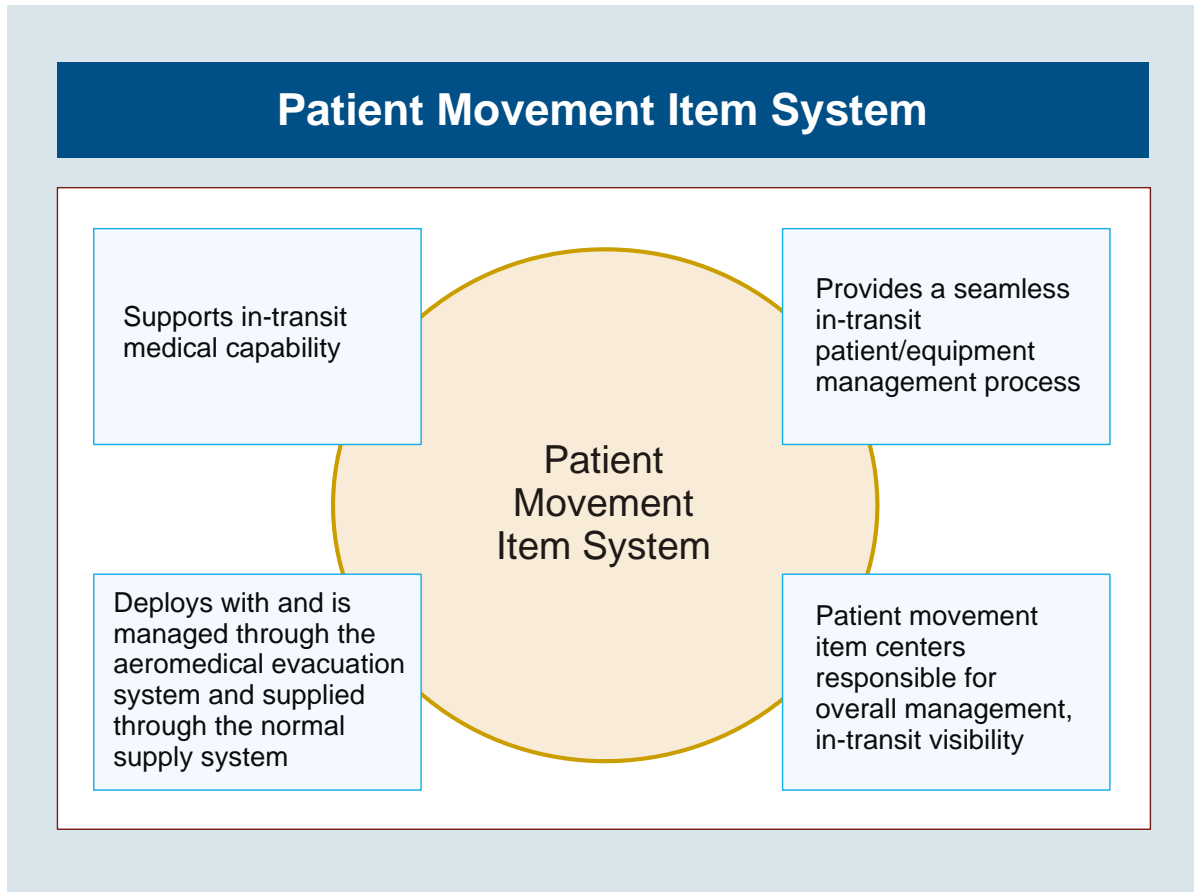 Patient Movement Item System
Supports in-transit
medical capability
Provides a seamless
in-transit
patient/equipment
management process
Patient
Movement
Item System
Deploys with and is
managed through the
aeromedical evacuation
system and supplied
through the normal
supply system
Patient movement
item centers
responsible for
overall management,
in-transit visibility